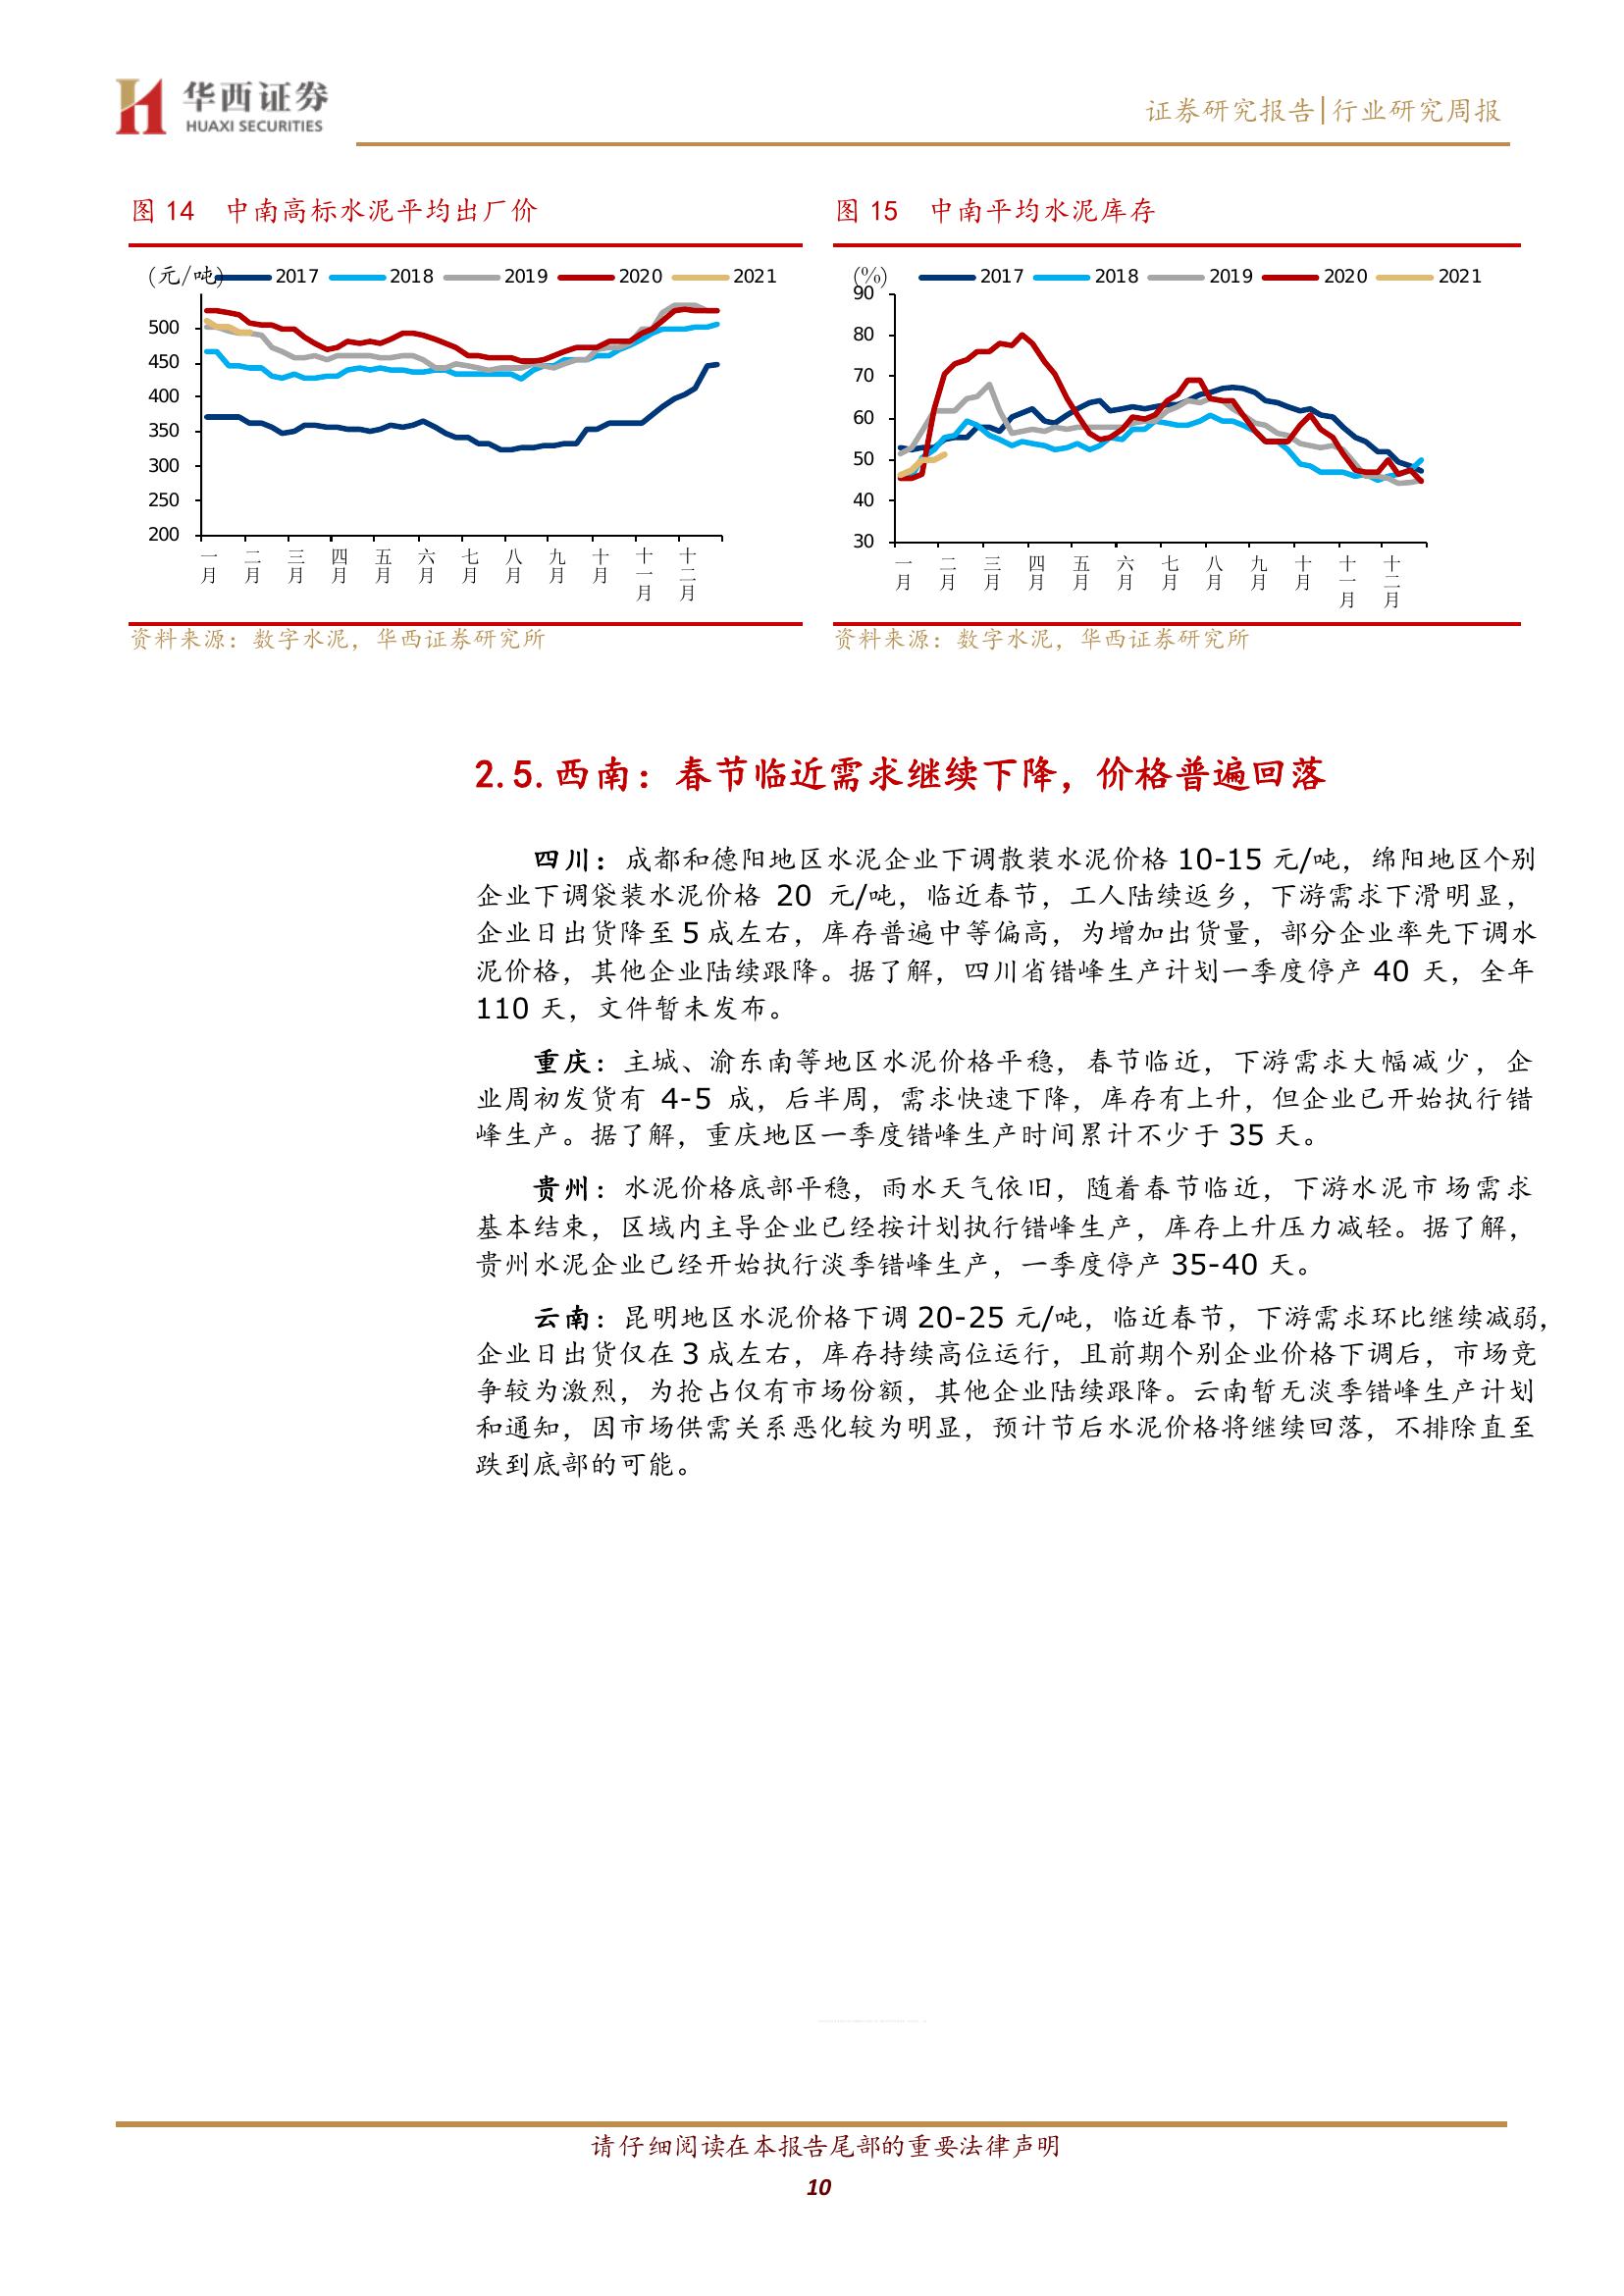 华西证券
HUAXI SECURITIES
证券研究报告|行业研究周报
图 14 中南高标水泥平均出厂价
(元/吨) 2017 2018 2019 2020 2021
500
450
400
350
300
250
200
一月 二月 三月 四月 五月 六月 七月 八月 九月 十月 十一月 十二月
资料来源：数字水泥，华西证券研究所
图 15 中南平均水泥库存
(%) 2017 2018 2019 2020 2021
90
80
70
60
50
40
30
一月 二月 三月 四月 五月 六月 七月 八月 九月 十月 十一月 十二月
资料来源：数字水泥，华西证券研究所
2.5.西南：春节临近需求继续下降，价格普遍回落
四川：成都和德阳地区水泥企业下调散装水泥价格 10-15 元/吨，绵阳地区个别
企业下调袋装水泥价格 20 元/吨，临近春节，工人陆续返乡，下游需求下滑明显，
企业日出货降至 5 成左右，库存普遍中等偏高，为增加出货量，部分企业率先下调水
泥价格，其他企业陆续跟降。据了解，四川省错峰生产计划一季度停产 40 天，全年
110 天，文件暂未发布。
重庆：主城、渝东南等地区水泥价格平稳，春节临近，下游需求大幅减少，企
业周初发货有 4-5 成，后半周，需求快速下降，库存有上升，但企业已开始执行错
峰生产。据了解，重庆地区一季度错峰生产时间累计不少于 35 天。
贵州：水泥价格底部平稳，雨水天气依旧，随着春节临近，下游水泥市场需求
基本结束，区域内主导企业已经按计划执行错峰生产，库存上升压力减轻。据了解，
贵州水泥企业已经开始执行淡季错峰生产，一季度停产 35-40 天。
云南：昆明地区水泥价格下调 20-25 元/吨，临近春节，下游需求环比继续减弱，
企业日出货仅在 3 成左右，库存持续高位运行，且前期个别企业价格下调后，市场竞
争较为激烈，为抢占仅有市场份额，其他企业陆续跟降。云南暂无淡季错峰生产计划
和通知，因市场供需关系恶化较为明显，预计节后水泥价格将继续回落，不排除直至
跌到底部的可能。
请仔细阅读在本报告尾部的重要法律声明
10